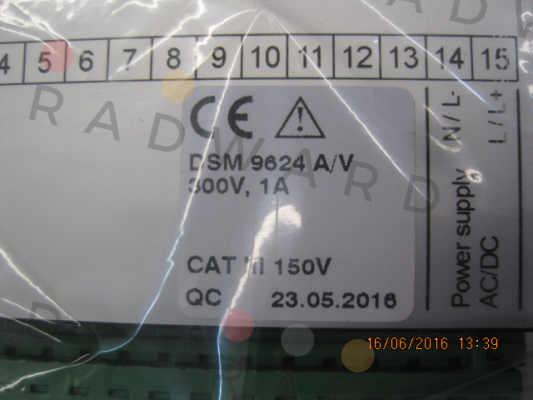 4 5 6 7 8 9 10 11 12 13 14 15
CE
DSM 9624 A/V
300V, 1A
CAT III 150V
QC 23.05.2016
Power supply N / L-
AC/DC L / L+
RADWARD
RADWARD
16/06/2016 13:39